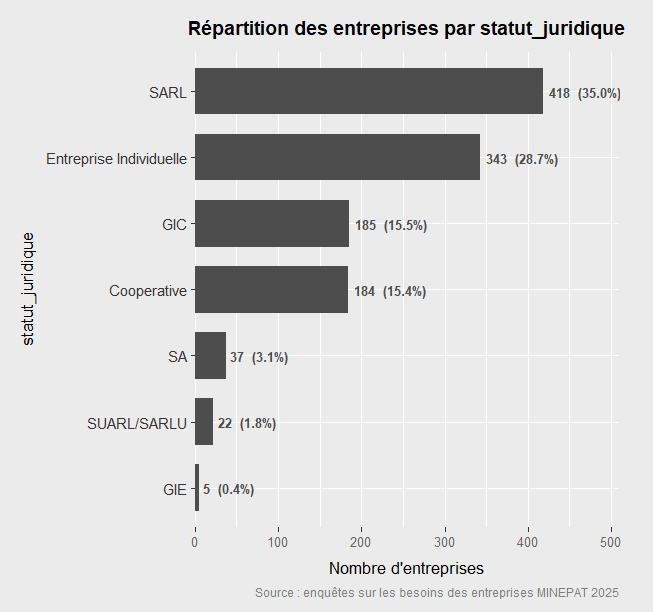 Répartition des entreprises par statut_juridique
SARL
418 (35.0%)
Entreprise Individuelle
343 (28.7%)
GIC
185 (15.5%)
Cooperative
184 (15.4%)
SA
37 (3.1%)
SUARL/SARLU
22 (1.8%)
GIE
5 (0.4%)
statut_juridique
0 100 200 300 400 500
Nombre d'entreprises
Source : enquêtes sur les besoins des entreprises MINEPAT 2025